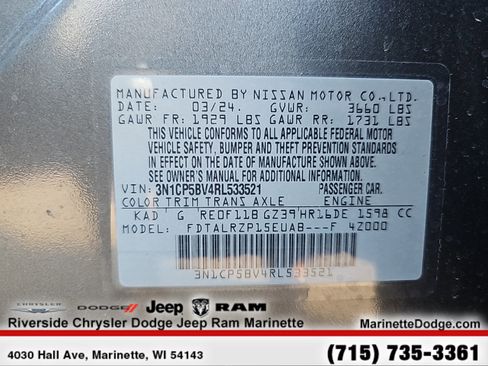 MANUFACTURED BY NISSAN MOTOR CO.,LTD.
DATE: 03/24. GVWR: 3660 LBS
GAWR FR: 1929 LBS GAWR RR: 1731 LBS
THIS VEHICLE CONFORMS TO ALL APPLICABLE FEDERAL MOTOR
VEHICLE SAFETY, BUMPER AND THEFT PREVENTION STANDARDS
IN EFFECT ON THE DATE OF MANUFACTURE SHOWN ABOVE.
SEE OWNER'S MANUAL FOR ADDITIONAL INFORMATION.
VIN: 3N1CP5BV4RL533521 PASSENGER CAR.
COLOR TRIM TRANS AXLE ENGINE
KAD G RE0F11B GZ39 HR16DE 1598 CC
FDTALRZP15EUAB---F 4Z000
3N1CP5BV4RL533521
CHRYSLER DODGE Jeep RAM
Riverside Chrysler Dodge Jeep Ram Marinette
MarinetteDodge.com
4030 Hall Ave, Marinette, WI 54143
(715) 735-3361